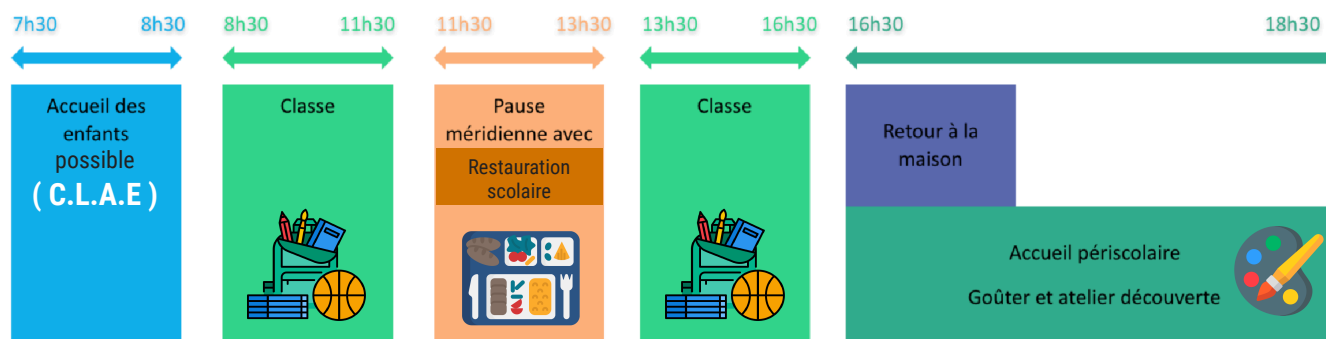 7h30 8h30 8h30 11h30 11h30 13h30 13h30 16h30 16h30 18h30
Accueil des
enfants
possible
( C.L.A.E )
Classe
Pause
méridienne avec
Restauration
scolaire
Classe
Retour à la
maison
Accueil périscolaire
Goûter et atelier découverte